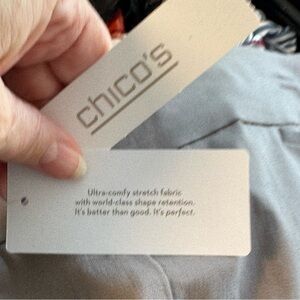 chico's
Ultra-comfy stretch fabric
with world-class shape retention.
It's better than good. It's perfect.